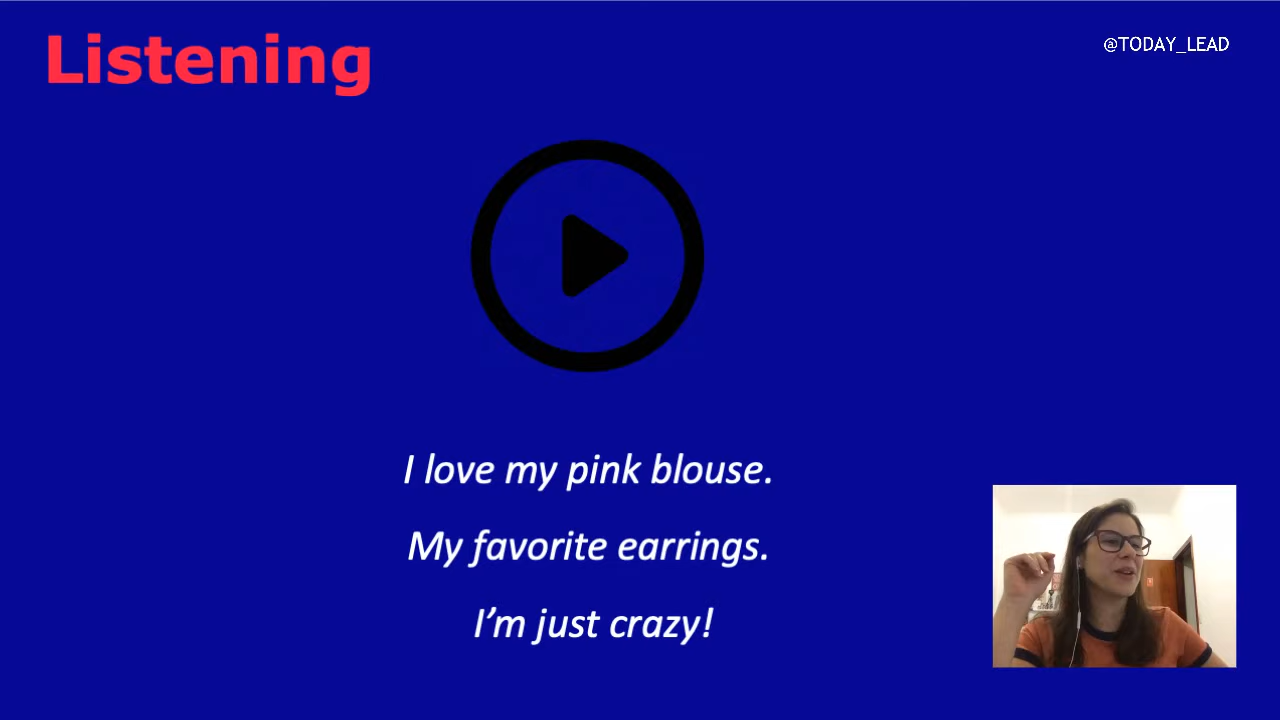 Listening
@TODAY_LEAD
I love my pink blouse.
My favorite earrings.
I'm just crazy!